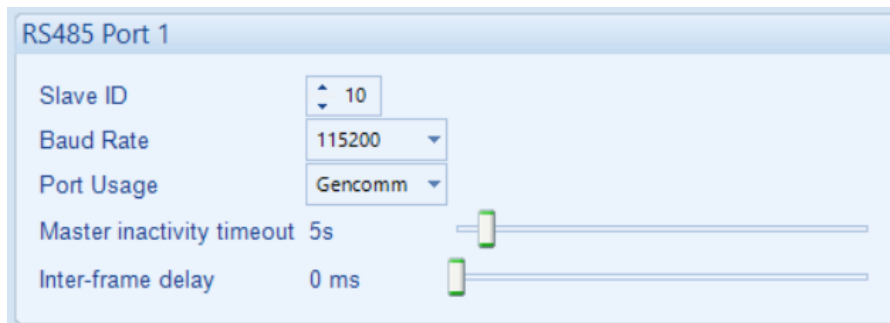 RS485 Port 1
Slave ID 10
Baud Rate 115200
Port Usage Gencomm
Master inactivity timeout 5s
Inter-frame delay 0 ms